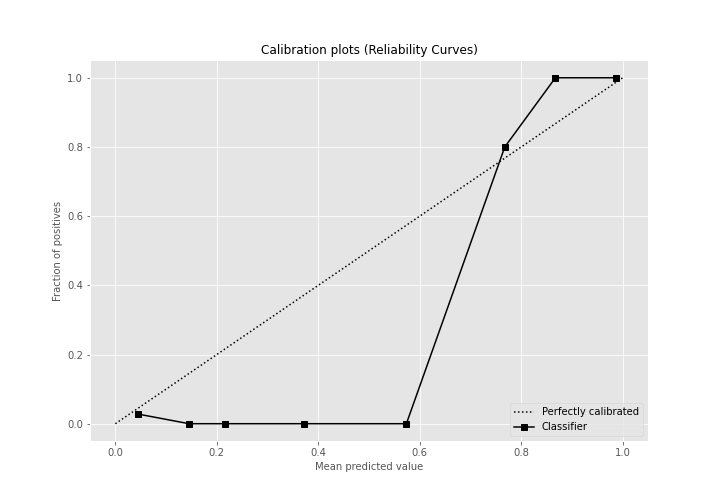 Calibration plots (Reliability Curves)
1.0
0.8
0.6
0.4
0.2
0.0
Fraction of positives
0.0 0.2 0.4 0.6 0.8 1.0
Mean predicted value
Perfectly calibrated
Classifier